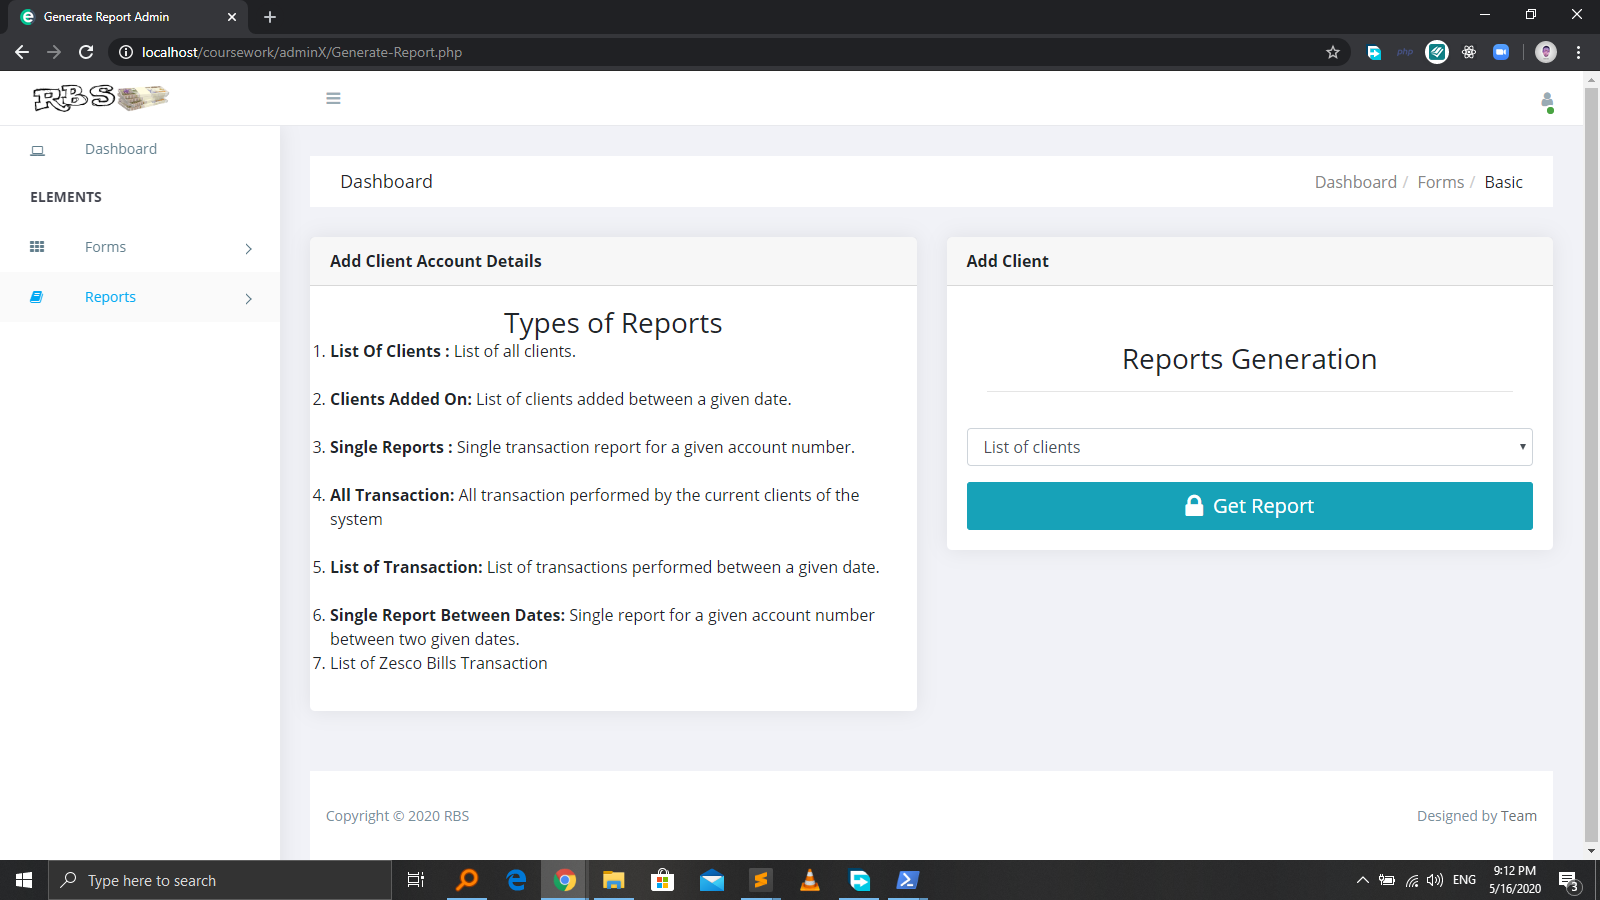 Generate Report Admin
localhost/coursework/adminX/Generate-Report.php
php
RBS
Dashboard
ELEMENTS
Forms
Reports
Dashboard
Dashboard / Forms / Basic
Add Client Account Details
Types of Reports
1. List Of Clients : List of all clients.
2. Clients Added On: List of clients added between a given date.
3. Single Reports : Single transaction report for a given account number.
4. All Transaction: All transaction performed by the current clients of the
system
5. List of Transaction: List of transactions performed between a given date.
6. Single Report Between Dates: Single report for a given account number
between two given dates.
7. List of Zesco Bills Transaction
Add Client
Reports Generation
List of clients
Get Report
Copyright © 2020 RBS
Designed by Team
Type here to search
ENG
9:12 PM
5/16/2020
3